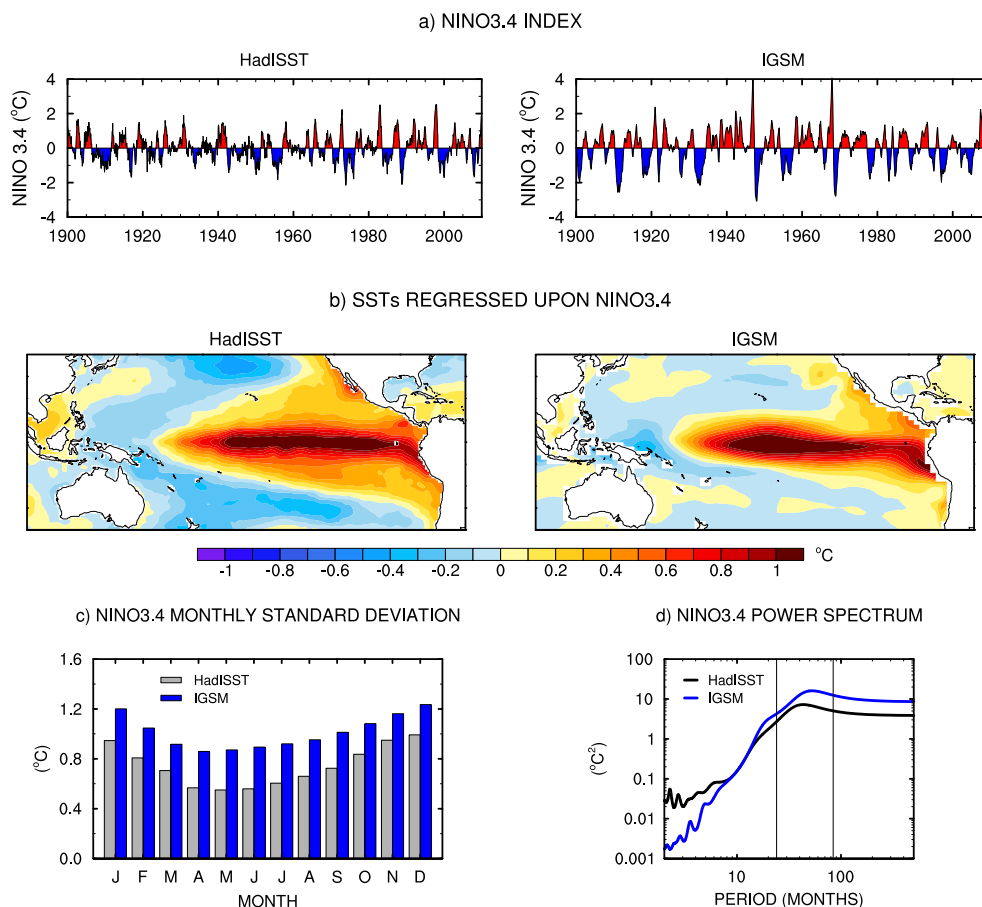 a) NINO3.4 INDEX
HadISST
IGSM
NINO 3.4 (°C)
4
2
0
-2
-4
1900 1920 1940 1960 1980 2000
NINO 3.4 (°C)
4
2
0
-2
-4
1900 1920 1940 1960 1980 2000
b) SSTs REGRESSED UPON NINO3.4
HadISST
IGSM
-1 -0.8 -0.6 -0.4 -0.2 0 0.2 0.4 0.6 0.8 1 °C
c) NINO3.4 MONTHLY STANDARD DEVIATION
(°C)
1.6
1.2
0.8
0.4
0.0
HadISST
IGSM
J F M A M J J A S O N D
MONTH
d) NINO3.4 POWER SPECTRUM
(°C²)
100
10
1
0.1
0.01
0.001
HadISST
IGSM
10 100
PERIOD (MONTHS)